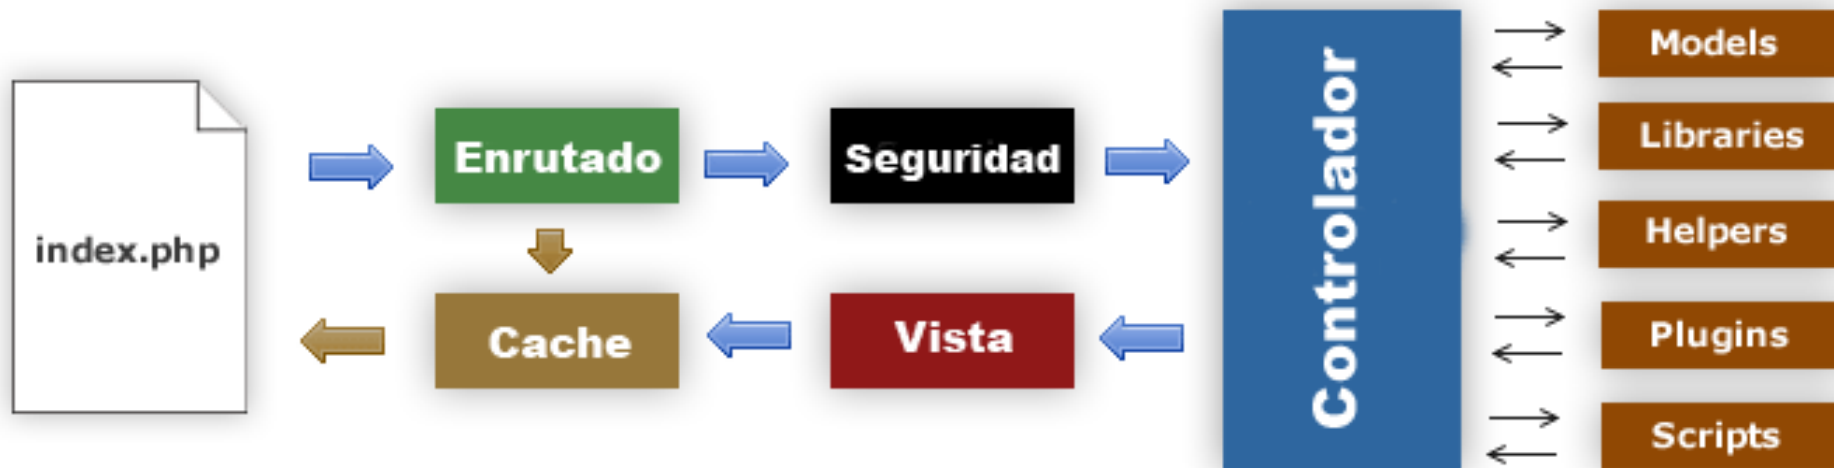 index.php
Enrutado
Seguridad
Cache
Vista
Controlador
Models
Libraries
Helpers
Plugins
Scripts